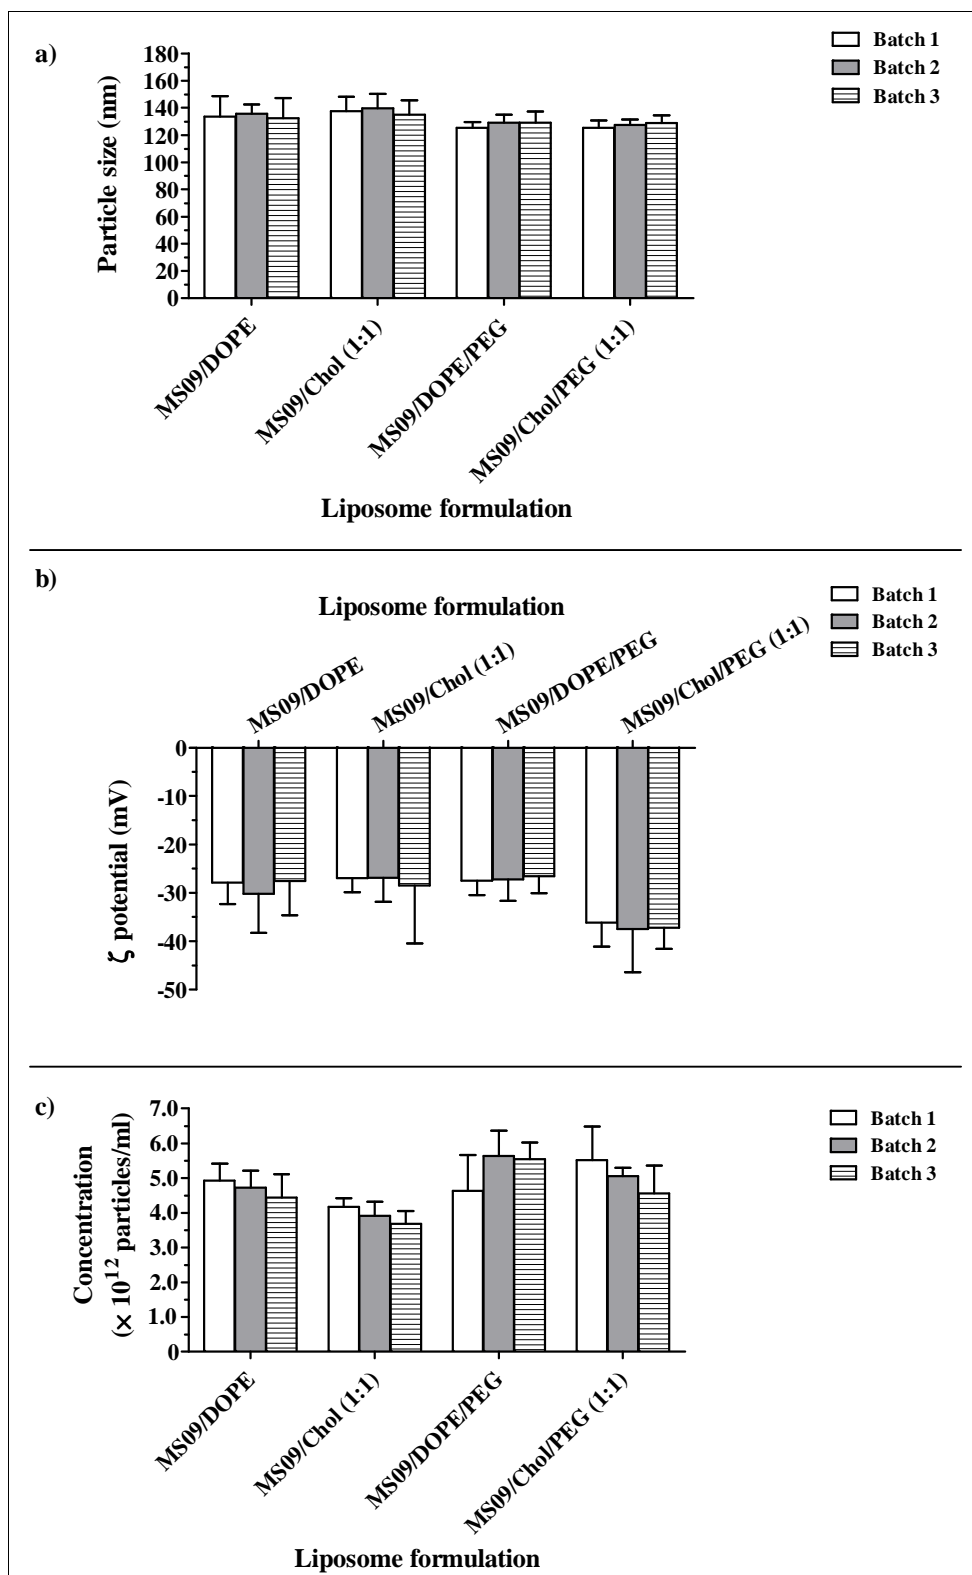 a)
Batch 1
Batch 2
Batch 3
Particle size (nm)
180
160
140
120
100
80
60
40
20
0
MS09/DOPE
MS09/Chol (1:1)
MS09/DOPE/PEG
MS09/Chol/PEG (1:1)
Liposome formulation
b)
Liposome formulation
Batch 1
Batch 2
Batch 3
MS09/DOPE
MS09/Chol (1:1)
MS09/DOPE/PEG
MS09/Chol/PEG (1:1)
ζ potential (mV)
0
-10
-20
-30
-40
-50
c)
Batch 1
Batch 2
Batch 3
Concentration
(× 10¹² particles/ml)
7.0
6.0
5.0
4.0
3.0
2.0
1.0
0
MS09/DOPE
MS09/Chol (1:1)
MS09/DOPE/PEG
MS09/Chol/PEG (1:1)
Liposome formulation